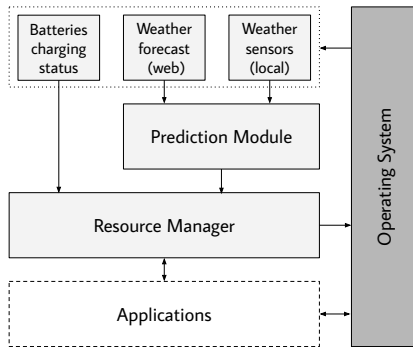 Batteries
charging
status
Weather
forecast
(web)
Weather
sensors
(local)
Prediction Module
Resource Manager
Applications
Operating System